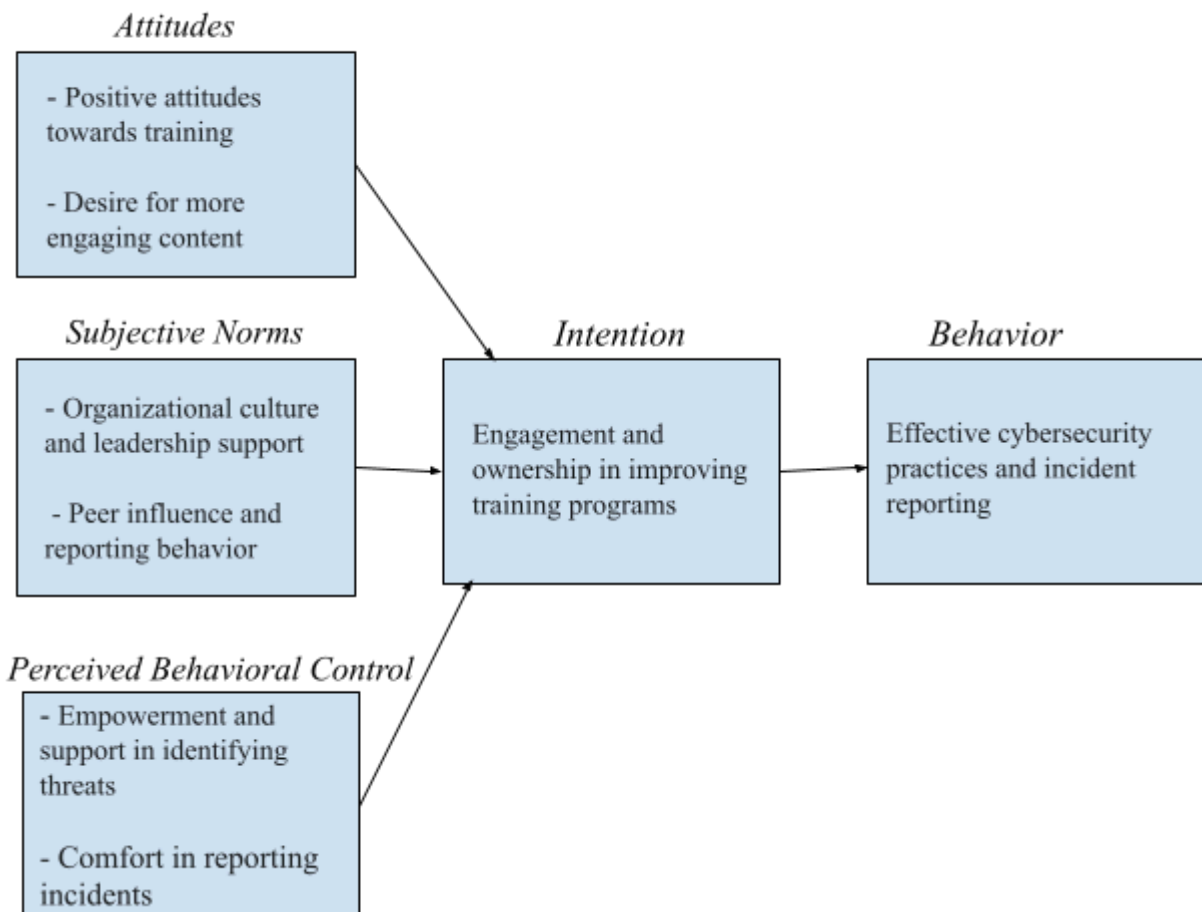 Attitudes
- Positive attitudes
towards training
- Desire for more
engaging content
Subjective Norms
- Organizational culture
and leadership support
- Peer influence and
reporting behavior
Perceived Behavioral Control
- Empowerment and
support in identifying
threats
- Comfort in reporting
incidents
Intention
Engagement and
ownership in improving
training programs
Behavior
Effective cybersecurity
practices and incident
reporting